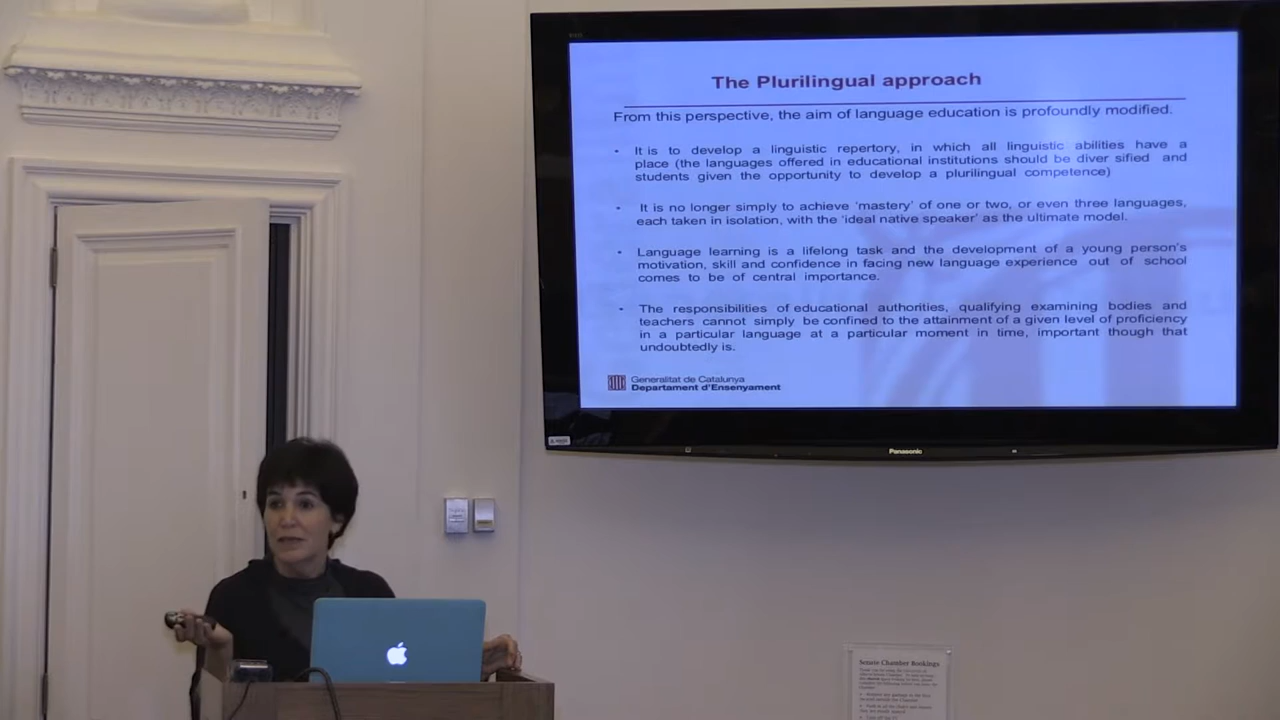 The Plurilingual approach
From this perspective, the aim of language education is profoundly modified.
• It is to develop a linguistic repertory, in which all linguistic abilities have a
place (the languages offered in educational institutions should be diver sified and
students given the opportunity to develop a plurilingual competence)
• It is no longer simply to achieve 'mastery' of one or two, or even three languages,
each taken in isolation, with the 'ideal native speaker' as the ultimate model.
• Language learning is a lifelong task and the development of a young person's
motivation, skill and confidence in facing new language experience out of school
comes to be of central importance.
• The responsibilities of educational authorities, qualifying examining bodies and
teachers cannot simply be confined to the attainment of a given level of proficiency
in a particular language at a particular moment in time, important though that
undoubtedly is.
Generalitat de Catalunya
Departament d'Ensenyament
Panasonic
Senate Chamber Bookings